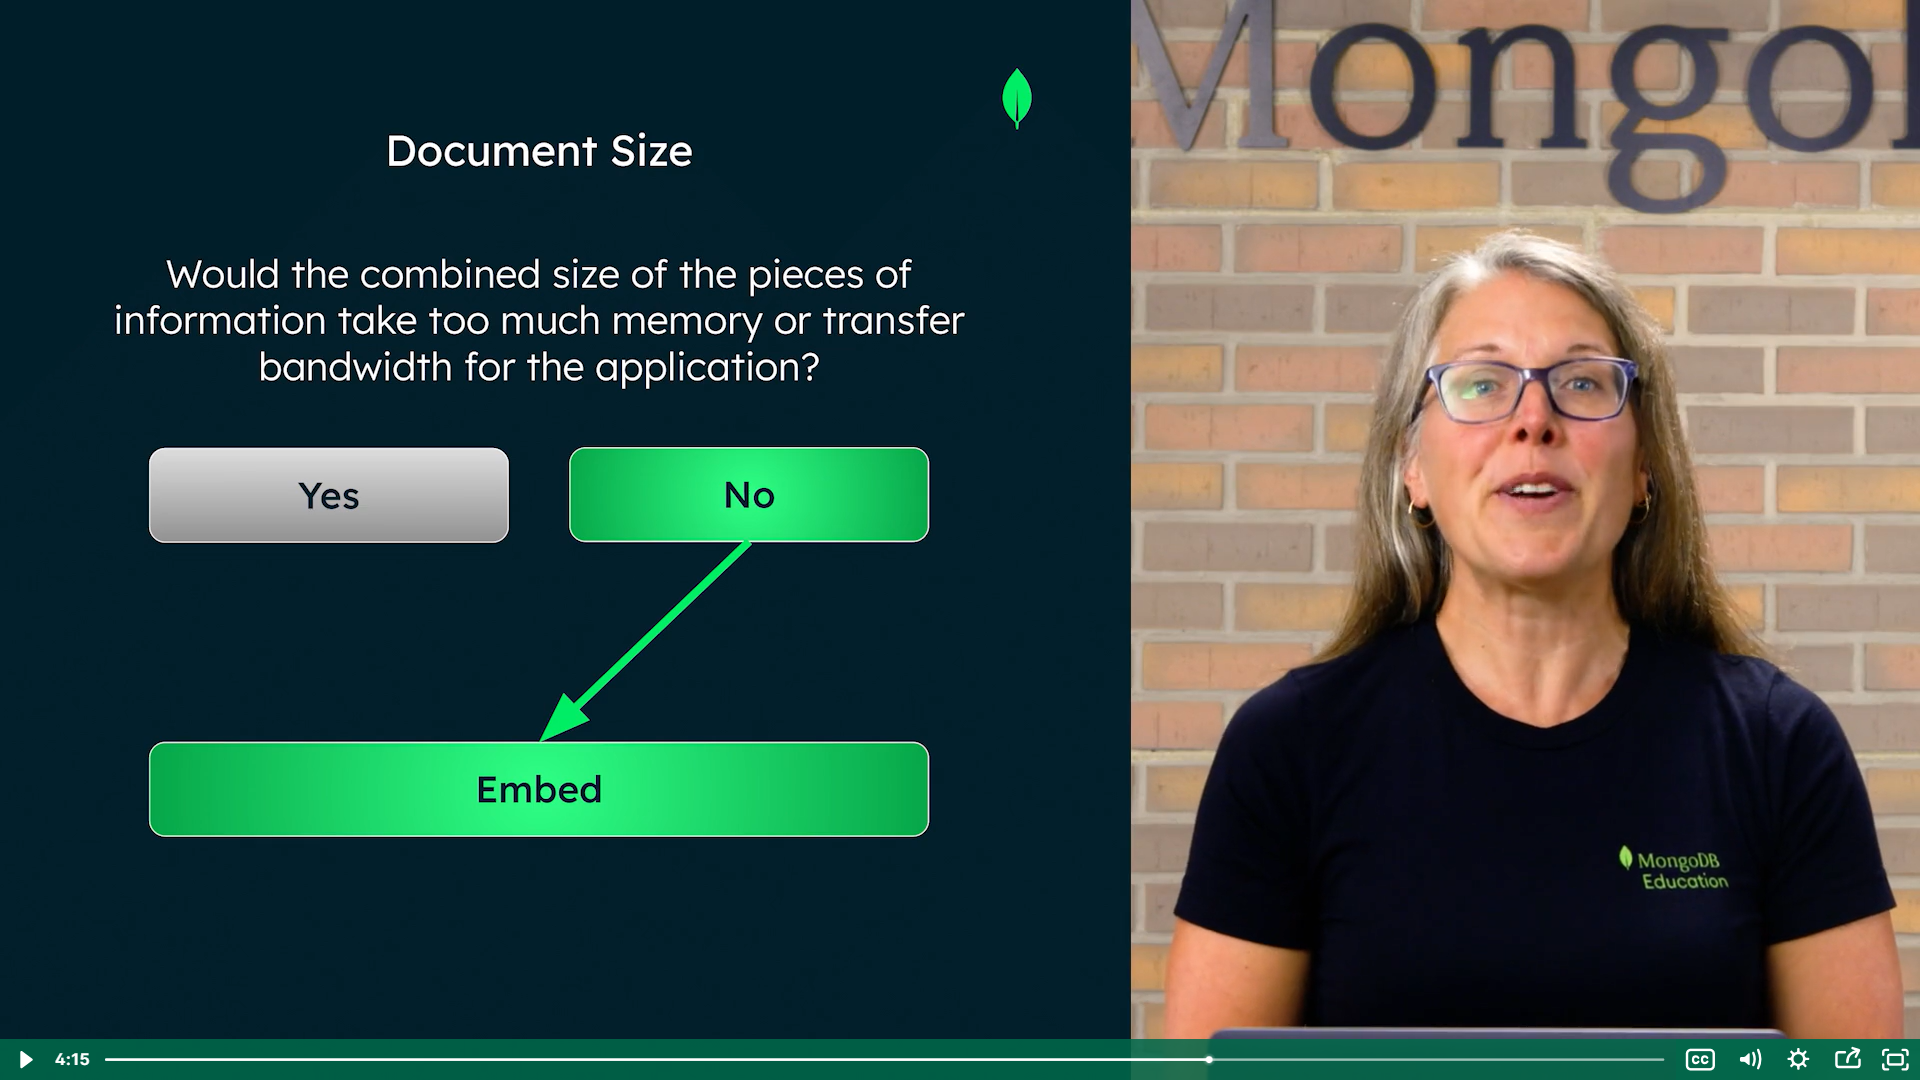 Document Size
Would the combined size of the pieces of
information take too much memory or transfer
bandwidth for the application?
Yes
No
Embed
Mongo
MongoDB
Education
4:15
CC